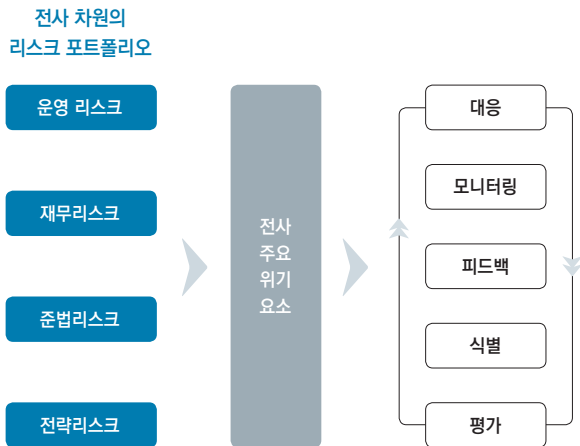 전사 차원의
리스크 포트폴리오
운영 리스크
재무리스크
준법리스크
전략리스크
전사
주요
위기
요소
대응
모니터링
피드백
식별
평가